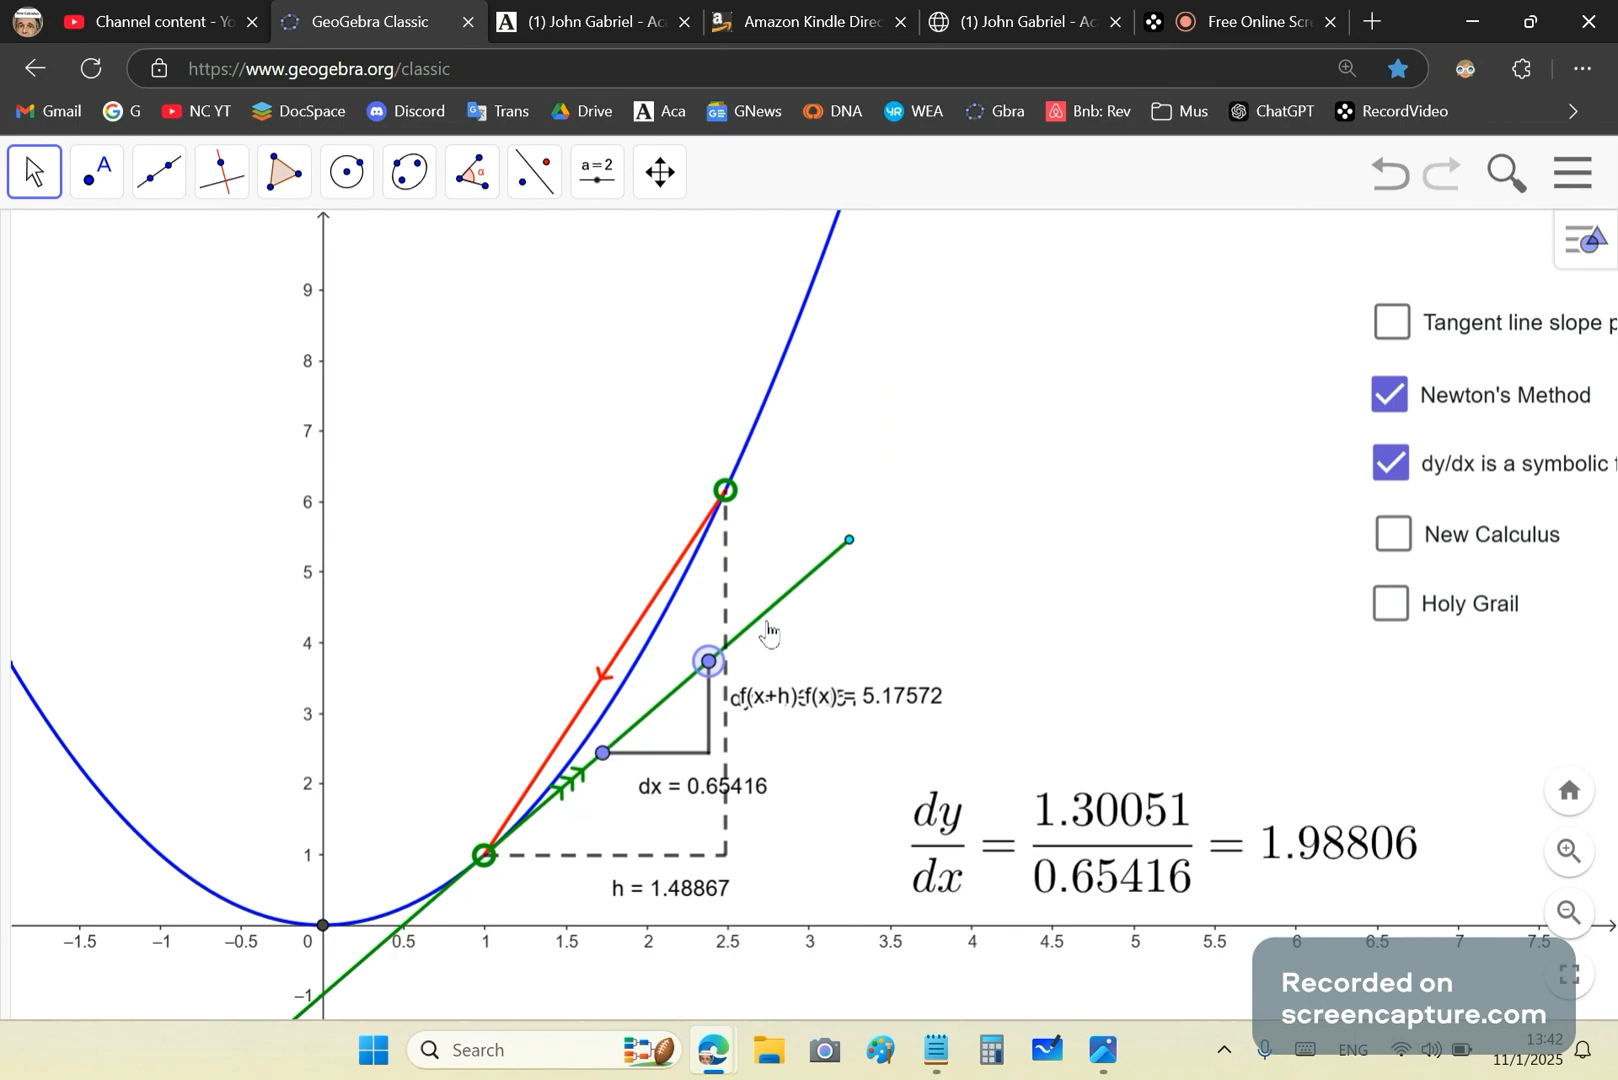 Channel content - Yo
GeoGebra Classic
(1) John Gabriel - Ac
Amazon Kindle Direc
(1) John Gabriel - Ac
Free Online Scr
https://www.geogebra.org/classic
Gmail
G
NC YT
DocSpace
Discord
Trans
Drive
Aca
GNews
DNA
WEA
Gbra
Bnb: Rev
Mus
ChatGPT
RecordVideo
A
α
a=2
9
8
7
6
5
4
3
2
1
-1
Tangent line slope p
Newton's Method
dy/dx is a symbolic
New Calculus
Holy Grail
f(x+h)-f(x) = 5.17572
dx = 0.65416
h = 1.48867
dy/dx = 1.30051/0.65416 = 1.98806
-1.5 -1 -0.5 0 0.5 1 1.5 2 2.5 3 3.5 4 4.5 5 5.5 6 6.5 7 7.5
Recorded on
screencapture.com
Search
ENG
13:42
11/1/2025